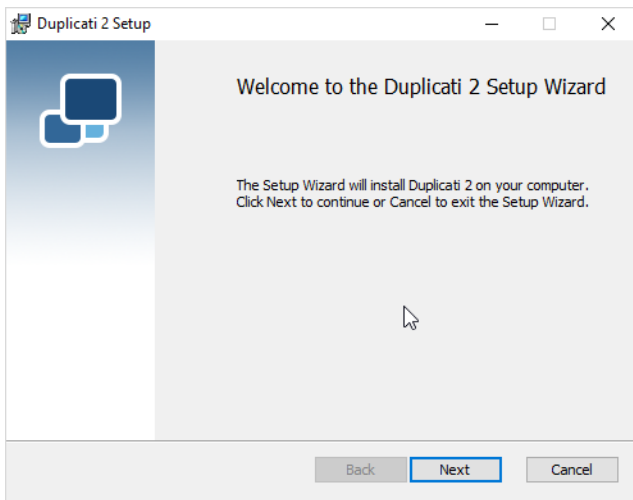 Duplicati 2 Setup
Welcome to the Duplicati 2 Setup Wizard
The Setup Wizard will install Duplicati 2 on your computer.
Click Next to continue or Cancel to exit the Setup Wizard.
Back Next Cancel